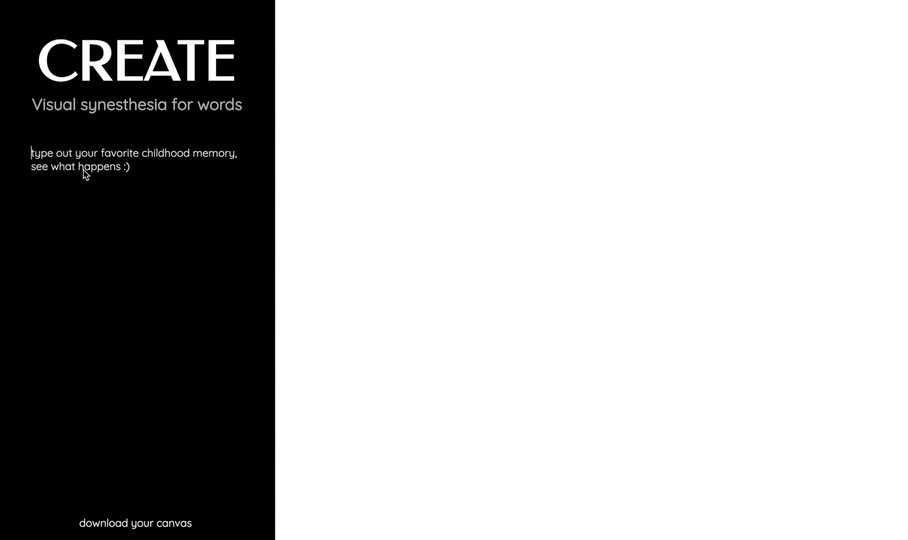 CREATE
Visual synesthesia for words
type out your favorite childhood memory,
see what happens :)
download your canvas